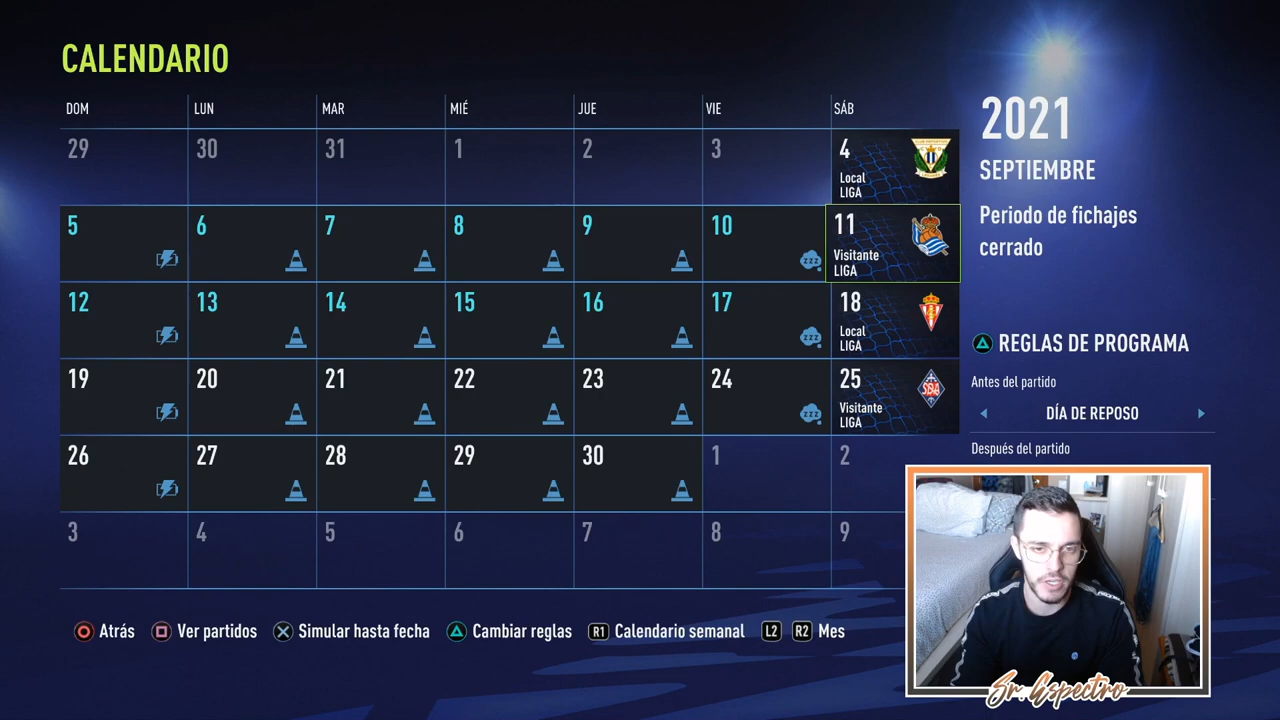 CALENDARIO
DOM LUN MAR MIÉ JUE VIE SÁB
29 30 31 1 2 3 4
Local
LIGA
5 6 7 8 9 10 11
Visitante
LIGA
12 13 14 15 16 17 18
Local
LIGA
19 20 21 22 23 24 25
Visitante
LIGA
26 27 28 29 30 1 2
3 4 5 6 7 8 9
2021
SEPTIEMBRE
Periodo de fichajes
cerrado
REGLAS DE PROGRAMA
Antes del partido
DÍA DE REPOSO
Después del partido
Atrás Ver partidos Simular hasta fecha Cambiar reglas R1 Calendario semanal L2 R2 Mes
Sr. Espectro